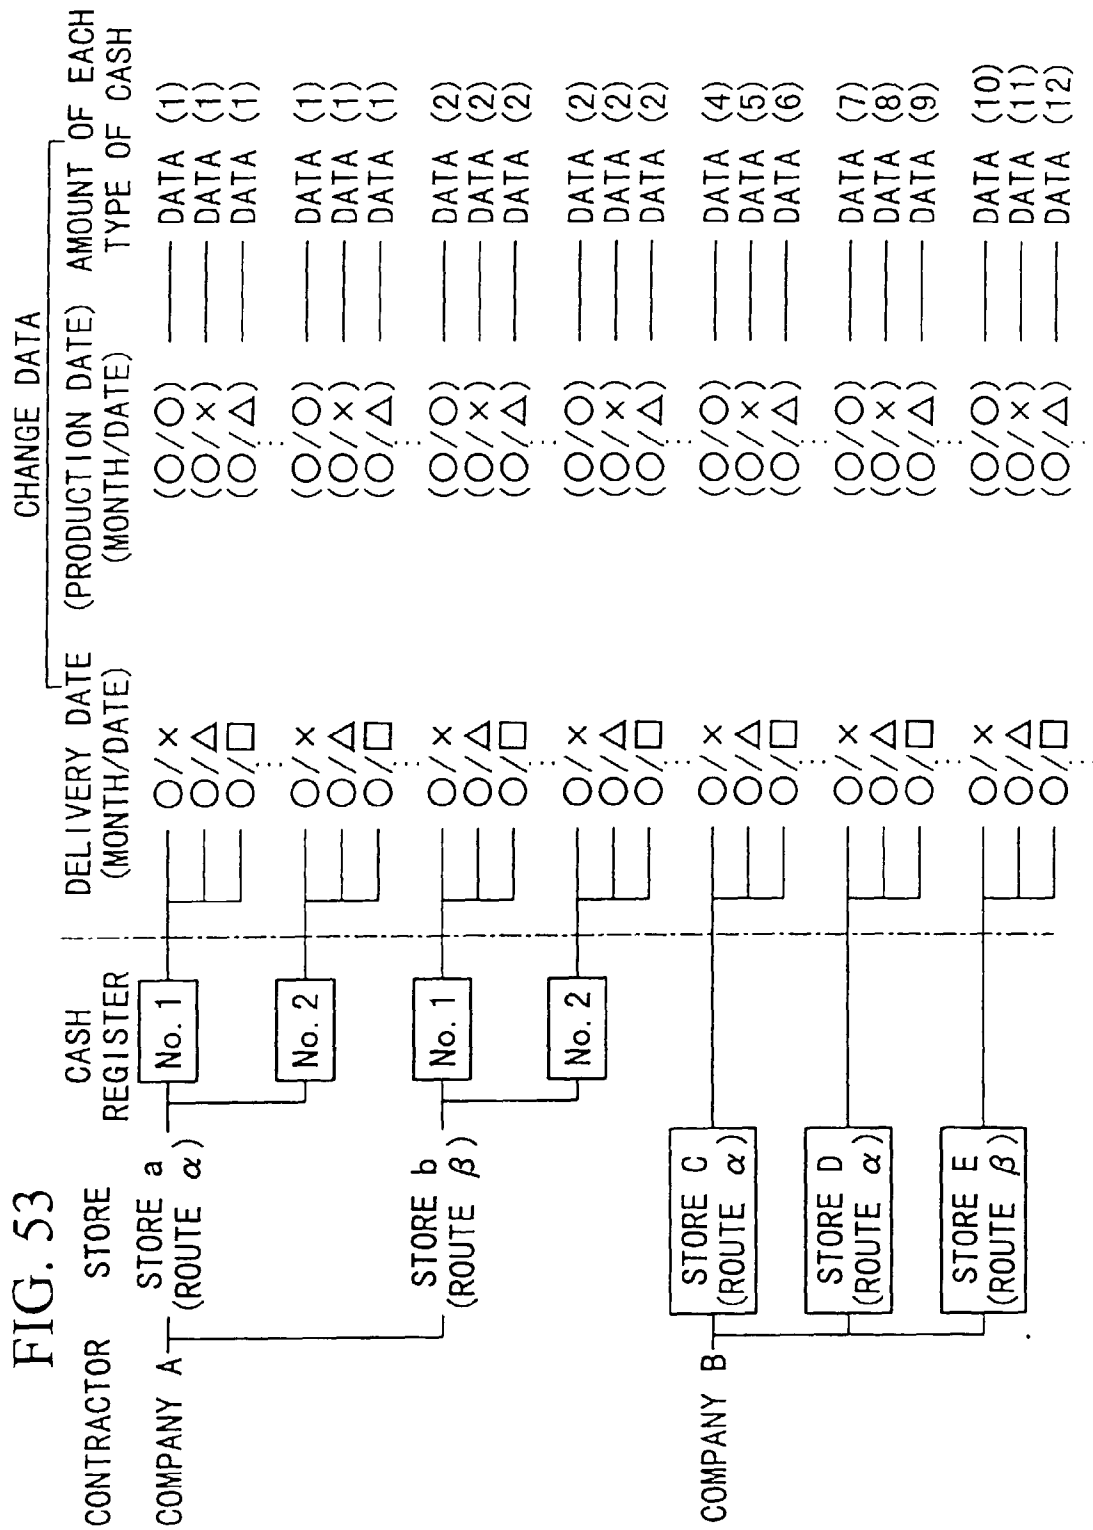 FIG. 53
CHANGE DATA
CONTRACTOR STORE CASH REGISTER DELIVERY DATE (MONTH/DATE) (PRODUCTION DATE) (MONTH/DATE) AMOUNT OF EACH TYPE OF CASH
COMPANY A STORE a (ROUTE α) No. 1 ○/× (○/○) DATA (1)
○/△ (○/×) DATA (1)
○/□ (○/△) DATA (1)
No. 2 ○/× (○/○) DATA (1)
○/△ (○/×) DATA (1)
○/□ (○/△) DATA (1)
STORE b (ROUTE β) No. 1 ○/× (○/○) DATA (2)
○/△ (○/×) DATA (2)
○/□ (○/△) DATA (2)
No. 2 ○/× (○/○) DATA (2)
○/△ (○/×) DATA (2)
○/□ (○/△) DATA (2)
COMPANY B STORE C (ROUTE α) ○/× (○/○) DATA (4)
○/△ (○/×) DATA (5)
○/□ (○/△) DATA (6)
STORE D (ROUTE α) ○/× (○/○) DATA (7)
○/△ (○/×) DATA (8)
○/□ (○/△) DATA (9)
STORE E (ROUTE β) ○/× (○/○) DATA (10)
○/△ (○/×) DATA (11)
○/□ (○/△) DATA (12)